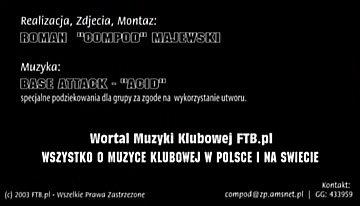 Realizacja, Zdjecia, Montaz:
ROMAN "COMPOD" MAJEWSKI
Muzyka:
BASE ATTACK - "ACID"
specjalne podziekowania dla grupy za zgode na wykorzystanie utworu.
Wortal Muzyki Klubowej FTB.pl
WSZYSTKO O MUZYCE KLUBOWEJ W POLSCE I NA SWIECIE
Kontakt:
(c) 2003 FTB.pl - Wszelkie Prawa Zastrzezone
compod@zp.amsnet.pl | GG: 433959